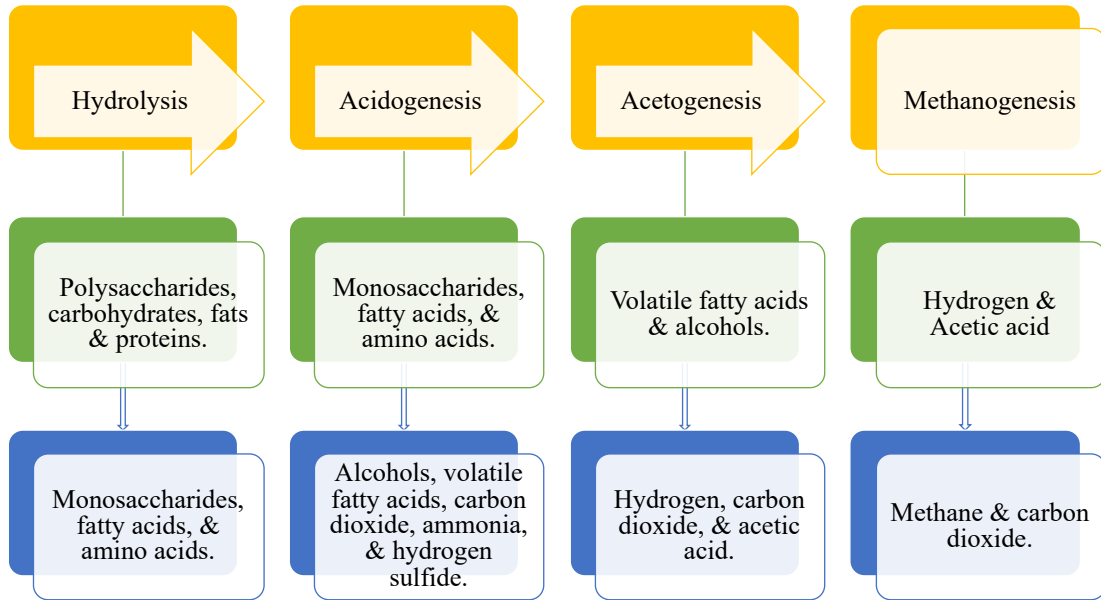 Hydrolysis
Acidogenesis
Acetogenesis
Methanogenesis
Polysaccharides,
carbohydrates, fats
& proteins.
Monosaccharides,
fatty acids, &
amino acids.
Volatile fatty acids
& alcohols.
Hydrogen &
Acetic acid
Monosaccharides,
fatty acids, &
amino acids.
Alcohols, volatile
fatty acids, carbon
dioxide, ammonia,
& hydrogen
sulfide.
Hydrogen, carbon
dioxide, & acetic
acid.
Methane & carbon
dioxide.